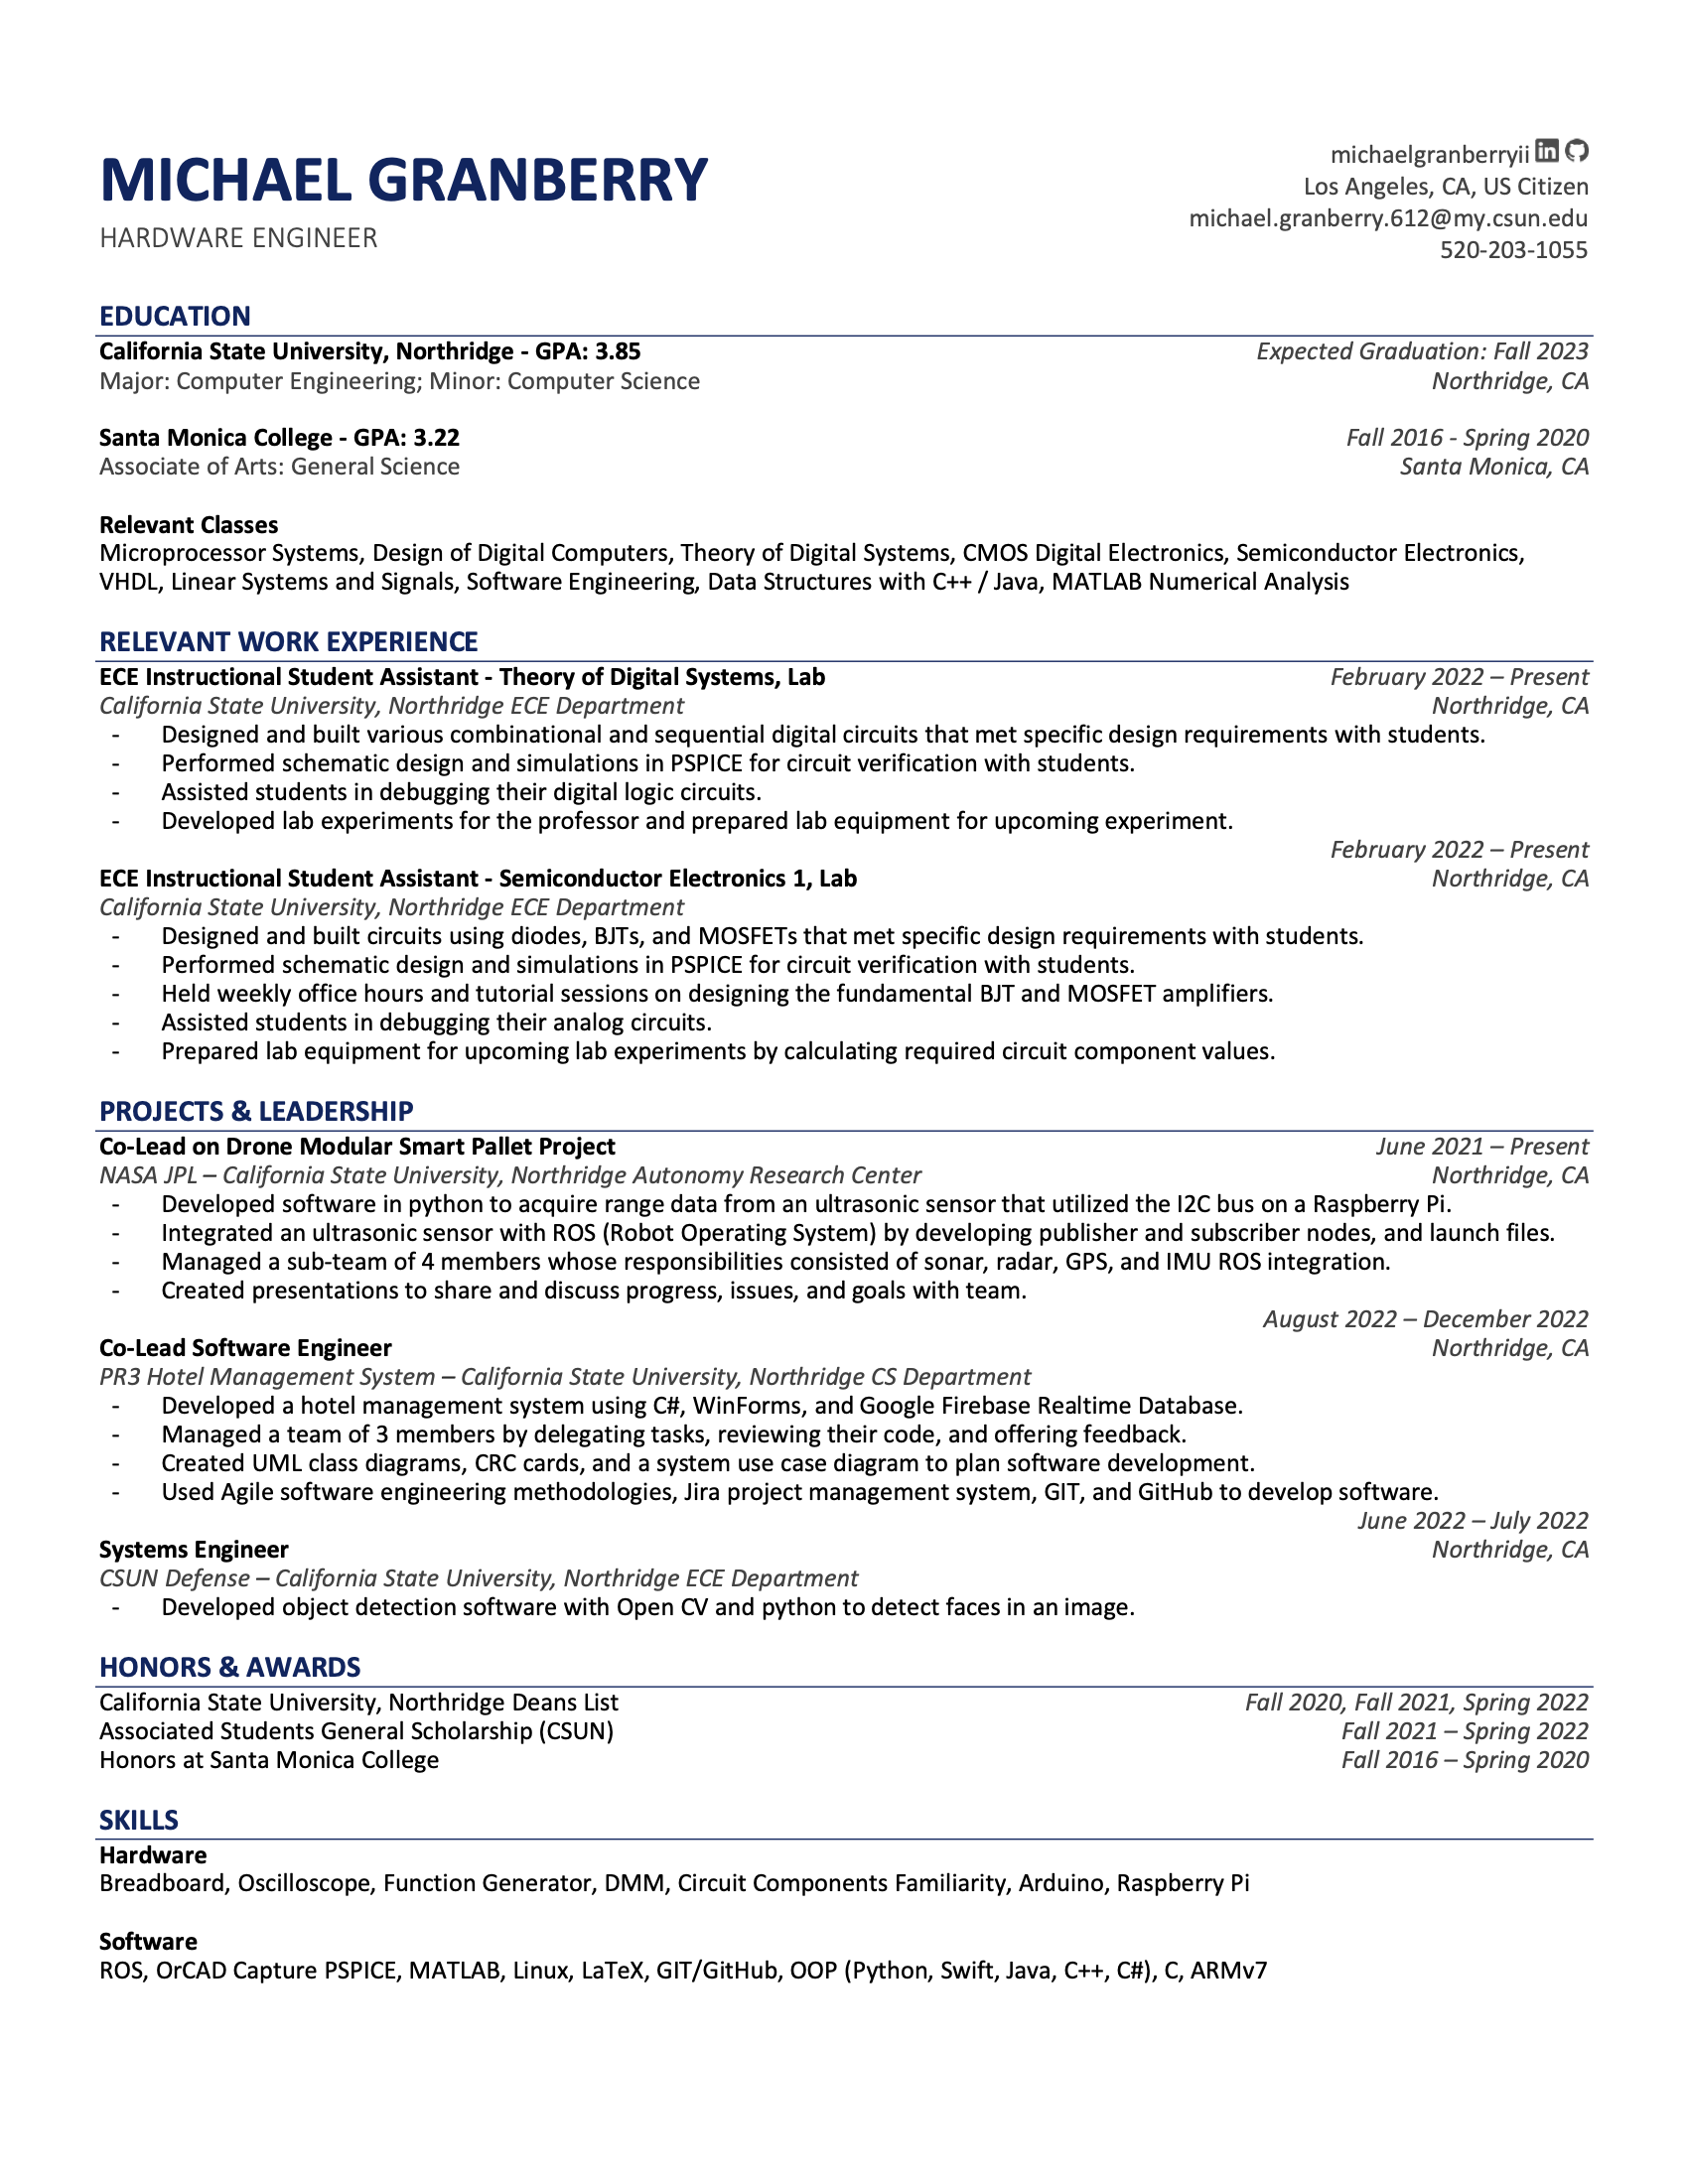 MICHAEL GRANBERRY
HARDWARE ENGINEER
michaelgranberryii
Los Angeles, CA, US Citizen
michael.granberry.612@my.csun.edu
520-203-1055
EDUCATION
California State University, Northridge - GPA: 3.85 Expected Graduation: Fall 2023
Major: Computer Engineering; Minor: Computer Science Northridge, CA
Santa Monica College - GPA: 3.22 Fall 2016 - Spring 2020
Associate of Arts: General Science Santa Monica, CA
Relevant Classes
Microprocessor Systems, Design of Digital Computers, Theory of Digital Systems, CMOS Digital Electronics, Semiconductor Electronics,
VHDL, Linear Systems and Signals, Software Engineering, Data Structures with C++ / Java, MATLAB Numerical Analysis
RELEVANT WORK EXPERIENCE
ECE Instructional Student Assistant - Theory of Digital Systems, Lab February 2022 – Present
California State University, Northridge ECE Department Northridge, CA
- Designed and built various combinational and sequential digital circuits that met specific design requirements with students.
- Performed schematic design and simulations in PSPICE for circuit verification with students.
- Assisted students in debugging their digital logic circuits.
- Developed lab experiments for the professor and prepared lab equipment for upcoming experiment.
February 2022 – Present
ECE Instructional Student Assistant - Semiconductor Electronics 1, Lab Northridge, CA
California State University, Northridge ECE Department
- Designed and built circuits using diodes, BJTs, and MOSFETs that met specific design requirements with students.
- Performed schematic design and simulations in PSPICE for circuit verification with students.
- Held weekly office hours and tutorial sessions on designing the fundamental BJT and MOSFET amplifiers.
- Assisted students in debugging their analog circuits.
- Prepared lab equipment for upcoming lab experiments by calculating required circuit component values.
PROJECTS & LEADERSHIP
Co-Lead on Drone Modular Smart Pallet Project June 2021 – Present
NASA JPL – California State University, Northridge Autonomy Research Center Northridge, CA
- Developed software in python to acquire range data from an ultrasonic sensor that utilized the I2C bus on a Raspberry Pi.
- Integrated an ultrasonic sensor with ROS (Robot Operating System) by developing publisher and subscriber nodes, and launch files.
- Managed a sub-team of 4 members whose responsibilities consisted of sonar, radar, GPS, and IMU ROS integration.
- Created presentations to share and discuss progress, issues, and goals with team.
August 2022 – December 2022
Co-Lead Software Engineer Northridge, CA
PR3 Hotel Management System – California State University, Northridge CS Department
- Developed a hotel management system using C#, WinForms, and Google Firebase Realtime Database.
- Managed a team of 3 members by delegating tasks, reviewing their code, and offering feedback.
- Created UML class diagrams, CRC cards, and a system use case diagram to plan software development.
- Used Agile software engineering methodologies, Jira project management system, GIT, and GitHub to develop software.
June 2022 – July 2022
Systems Engineer Northridge, CA
CSUN Defense – California State University, Northridge ECE Department
- Developed object detection software with Open CV and python to detect faces in an image.
HONORS & AWARDS
California State University, Northridge Deans List Fall 2020, Fall 2021, Spring 2022
Associated Students General Scholarship (CSUN) Fall 2021 – Spring 2022
Honors at Santa Monica College Fall 2016 – Spring 2020
SKILLS
Hardware
Breadboard, Oscilloscope, Function Generator, DMM, Circuit Components Familiarity, Arduino, Raspberry Pi
Software
ROS, OrCAD Capture PSPICE, MATLAB, Linux, LaTeX, GIT/GitHub, OOP (Python, Swift, Java, C++, C#), C, ARMv7